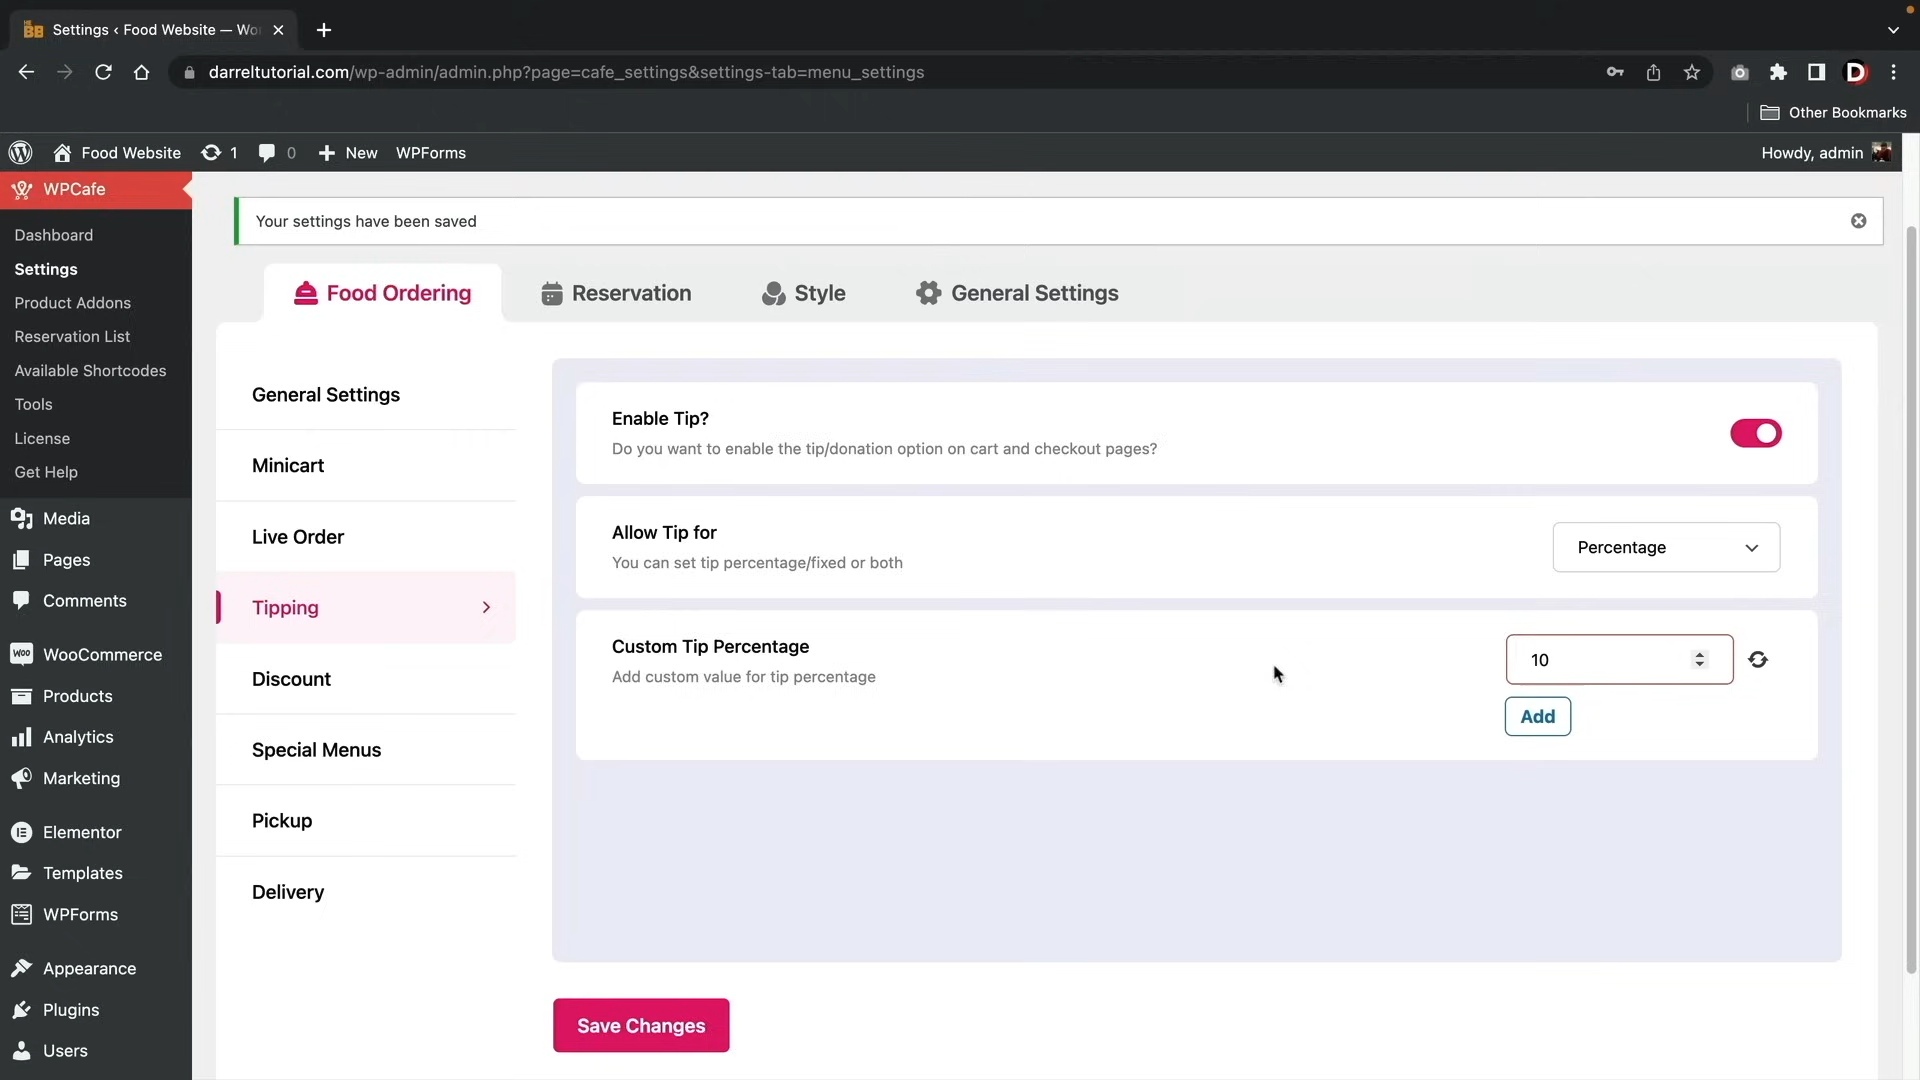 Settings ‹ Food Website — Wo
darreltutorial.com/wp-admin/admin.php?page=cafe_settings&settings-tab=menu_settings
Other Bookmarks
Food Website 1 0 New WPForms Howdy, admin
WPCafe
Dashboard
Settings
Product Addons
Reservation List
Available Shortcodes
Tools
License
Get Help
Media
Pages
Comments
WooCommerce
Products
Analytics
Marketing
Elementor
Templates
WPForms
Appearance
Plugins
Users
Your settings have been saved
Food Ordering Reservation Style General Settings
General Settings
Minicart
Live Order
Tipping
Discount
Special Menus
Pickup
Delivery
Enable Tip?
Do you want to enable the tip/donation option on cart and checkout pages?
Allow Tip for
You can set tip percentage/fixed or both
Percentage
Custom Tip Percentage
Add custom value for tip percentage
10
Add
Save Changes